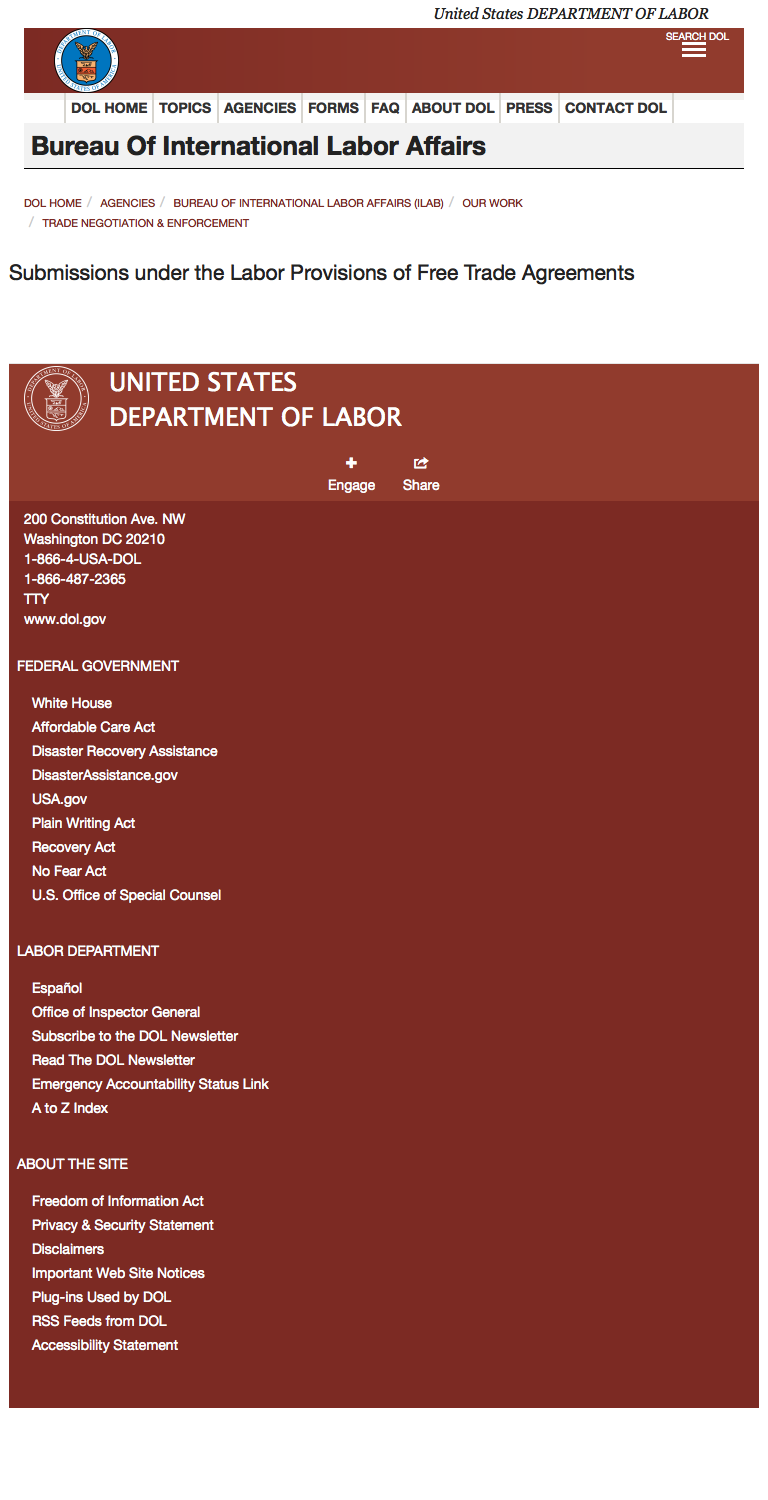 United States DEPARTMENT OF LABOR
SEARCH DOL
DOL HOME TOPICS AGENCIES FORMS FAQ ABOUT DOL PRESS CONTACT DOL
Bureau Of International Labor Affairs
DOL HOME / AGENCIES / BUREAU OF INTERNATIONAL LABOR AFFAIRS (ILAB) / OUR WORK
/ TRADE NEGOTIATION & ENFORCEMENT
Submissions under the Labor Provisions of Free Trade Agreements
DEPARTMENT OF LABOR
UNITED STATES OF AMERICA
UNITED STATES
DEPARTMENT OF LABOR
Engage Share
200 Constitution Ave. NW
Washington DC 20210
1-866-4-USA-DOL
1-866-487-2365
TTY
www.dol.gov
FEDERAL GOVERNMENT
White House
Affordable Care Act
Disaster Recovery Assistance
DisasterAssistance.gov
USA.gov
Plain Writing Act
Recovery Act
No Fear Act
U.S. Office of Special Counsel
LABOR DEPARTMENT
Español
Office of Inspector General
Subscribe to the DOL Newsletter
Read The DOL Newsletter
Emergency Accountability Status Link
A to Z Index
ABOUT THE SITE
Freedom of Information Act
Privacy & Security Statement
Disclaimers
Important Web Site Notices
Plug-ins Used by DOL
RSS Feeds from DOL
Accessibility Statement